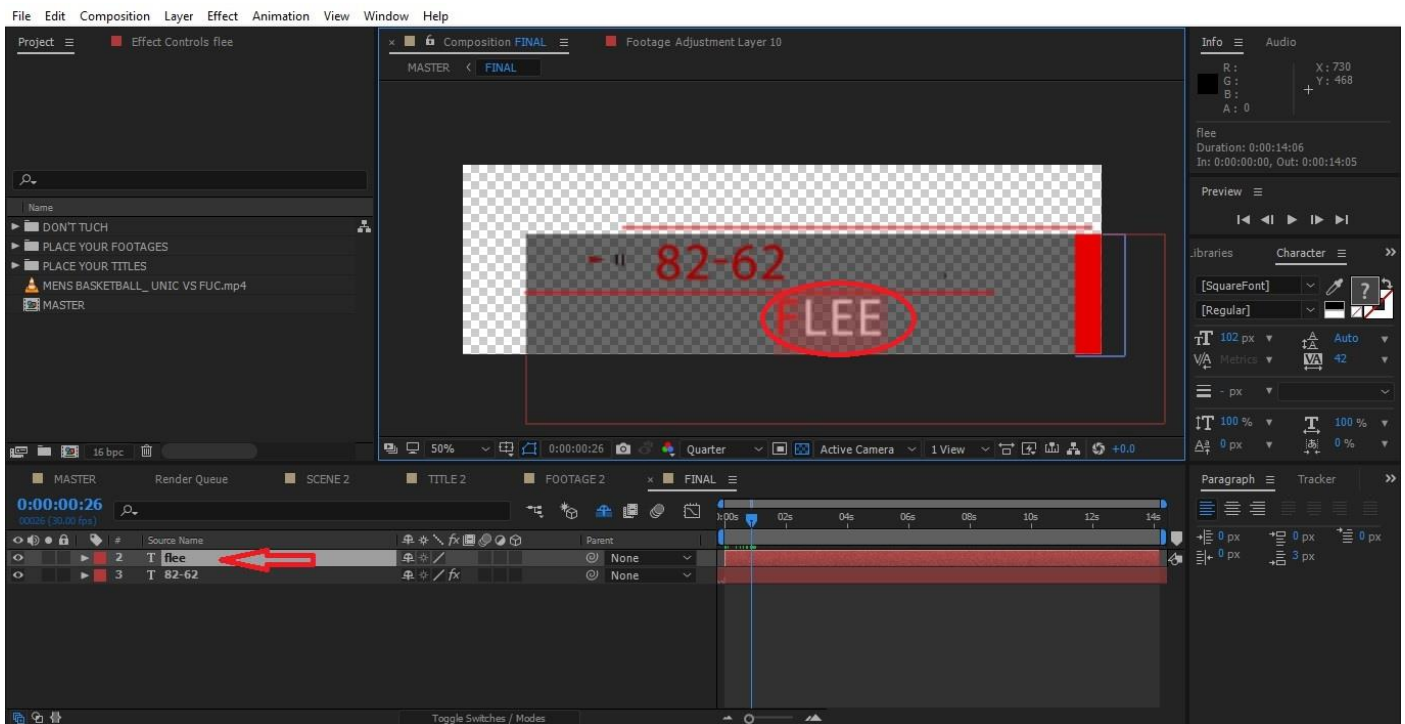 File Edit Composition Layer Effect Animation View Window Help
Project
Effect Controls flee
Composition FINAL
Footage Adjustment Layer 10
MASTER
FINAL
Info
Audio
R:
G:
B:
A: 0
X: 730
Y: 468
flee
Duration: 0:00:14:06
In: 0:00:00:00, Out: 0:00:14:05
Preview
Name
DON'T TUCH
PLACE YOUR FOOTAGES
PLACE YOUR TITLES
MENS BASKETBALL_ UNIC VS FUC.mp4
MASTER
82-62
FLEE
Libraries
Character
[SquareFont]
[Regular]
?
102 px
Auto
Metrics
42
- px
100 %
100 %
0 px
0 %
16 bpc
50%
0:00:00:26
Quarter
Active Camera
1 View
+0.0
MASTER
Render Queue
SCENE 2
TITLE 2
FOOTAGE 2
FINAL
Paragraph
Tracker
0:00:00:26
00026 (30.00 fps)
02s
04s
06s
08s
10s
12s
14s
# Source Name
Parent
0 px
0 px
0 px
0 px
3 px
2 T flee
None
3 T 82-62
None
Toggle Switches / Modes